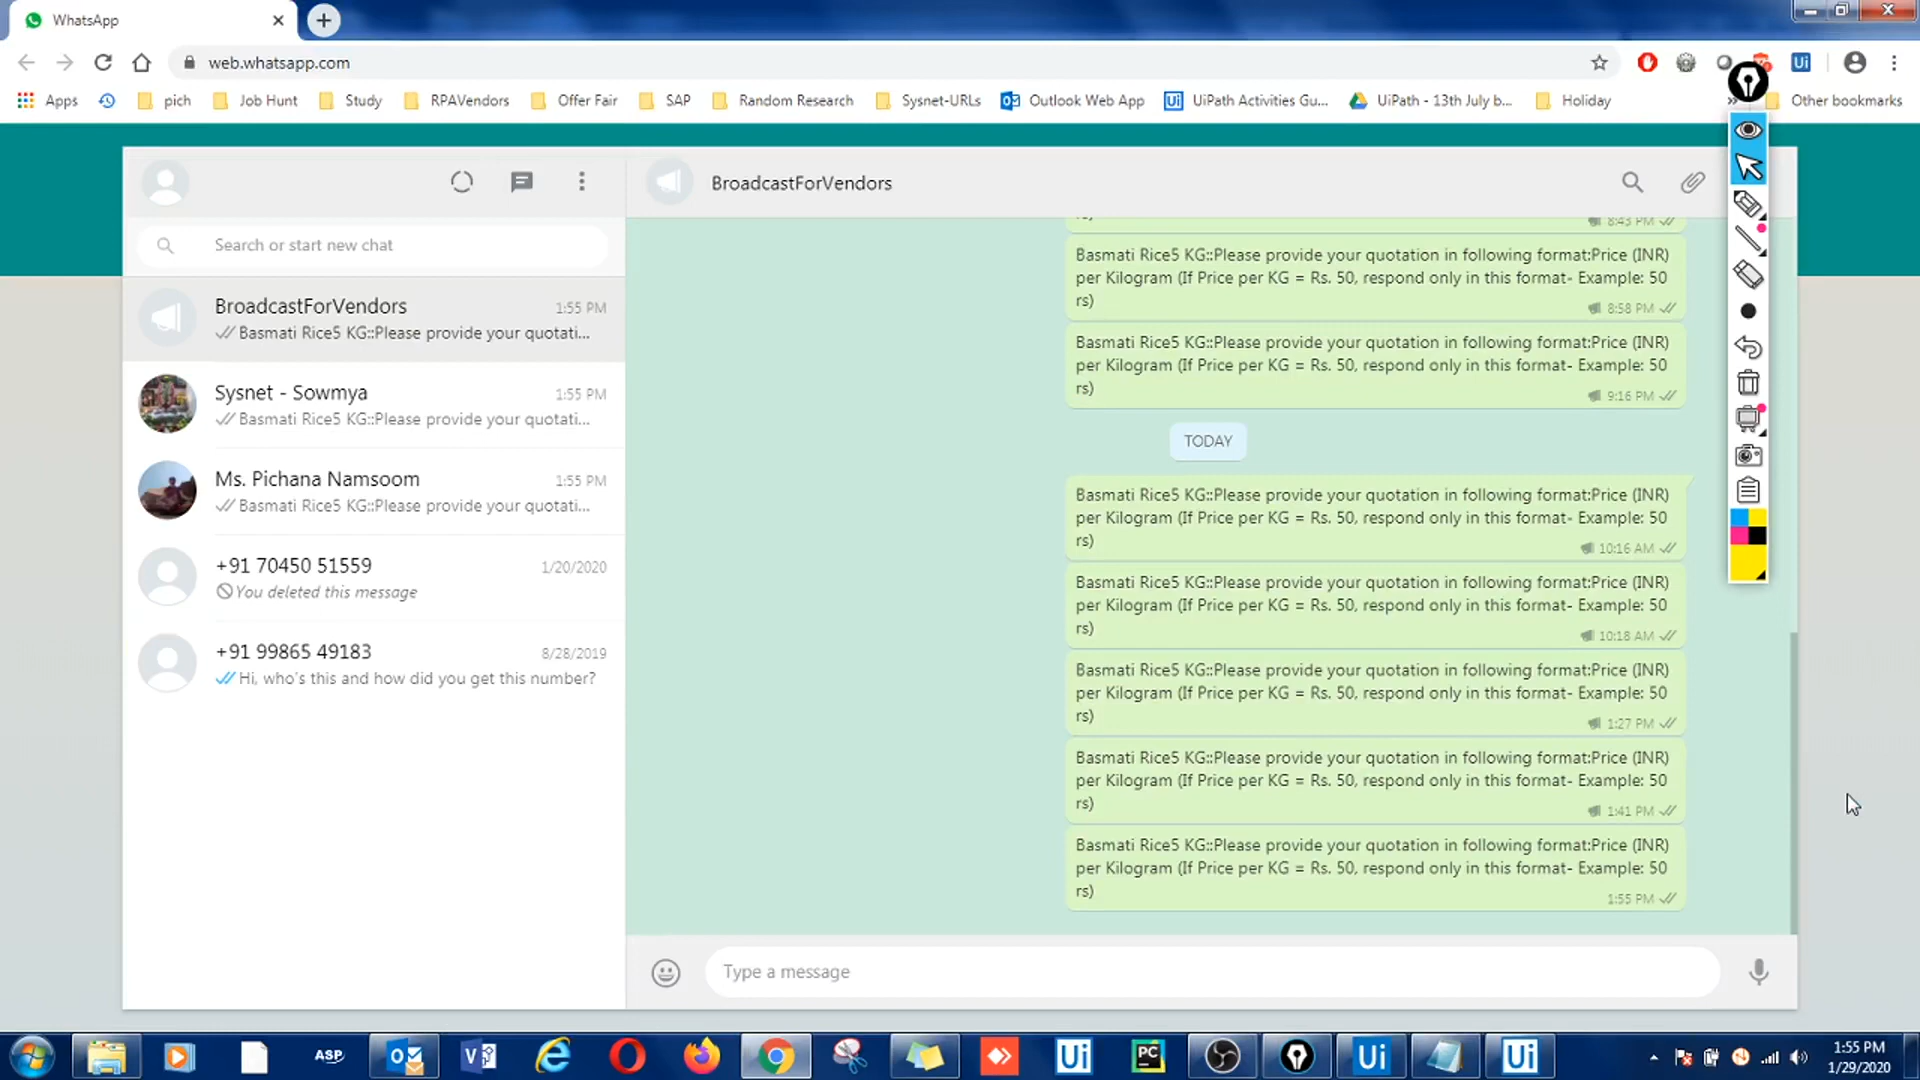 WhatsApp
web.whatsapp.com
Apps pich Job Hunt Study RPAVendors Offer Fair SAP Random Research Sysnet-URLs Outlook Web App UiPath Activities Gu... UiPath - 13th July b... Holiday » Other bookmarks
BroadcastForVendors
Search or start new chat
BroadcastForVendors 1:55 PM
Basmati Rice5 KG::Please provide your quotati...
Sysnet - Sowmya 1:55 PM
Basmati Rice5 KG::Please provide your quotati...
Ms. Pichana Namsoom 1:55 PM
Basmati Rice5 KG::Please provide your quotati...
+91 70450 51559 1/20/2020
You deleted this message
+91 99865 49183 8/28/2019
Hi, who's this and how did you get this number?
rs)
8:43 PM
Basmati Rice5 KG::Please provide your quotation in following format:Price (INR)
per Kilogram (If Price per KG = Rs. 50, respond only in this format- Example: 50
rs)
8:58 PM
Basmati Rice5 KG::Please provide your quotation in following format:Price (INR)
per Kilogram (If Price per KG = Rs. 50, respond only in this format- Example: 50
rs)
9:16 PM
TODAY
Basmati Rice5 KG::Please provide your quotation in following format:Price (INR)
per Kilogram (If Price per KG = Rs. 50, respond only in this format- Example: 50
rs)
10:16 AM
Basmati Rice5 KG::Please provide your quotation in following format:Price (INR)
per Kilogram (If Price per KG = Rs. 50, respond only in this format- Example: 50
rs)
10:18 AM
Basmati Rice5 KG::Please provide your quotation in following format:Price (INR)
per Kilogram (If Price per KG = Rs. 50, respond only in this format- Example: 50
rs)
1:27 PM
Basmati Rice5 KG::Please provide your quotation in following format:Price (INR)
per Kilogram (If Price per KG = Rs. 50, respond only in this format- Example: 50
rs)
1:41 PM
Basmati Rice5 KG::Please provide your quotation in following format:Price (INR)
per Kilogram (If Price per KG = Rs. 50, respond only in this format- Example: 50
rs)
1:55 PM
Type a message
ASP Ui PC Ui Ui
1:55 PM
1/29/2020